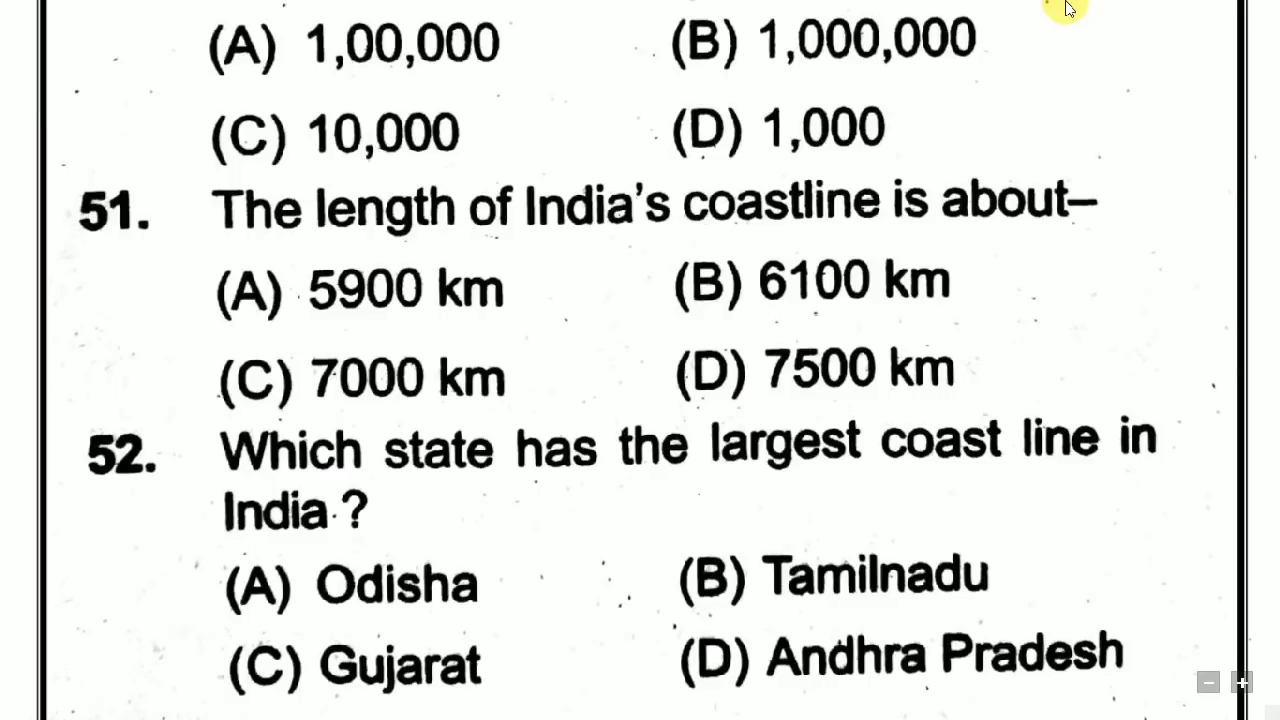 (A) 1,00,000 (B) 1,000,000
(C) 10,000 (D) 1,000
51. The length of India's coastline is about–
(A) 5900 km (B) 6100 km
(C) 7000 km (D) 7500 km
52. Which state has the largest coast line in
India ?
(A) Odisha (B) Tamilnadu
(C) Gujarat (D) Andhra Pradesh